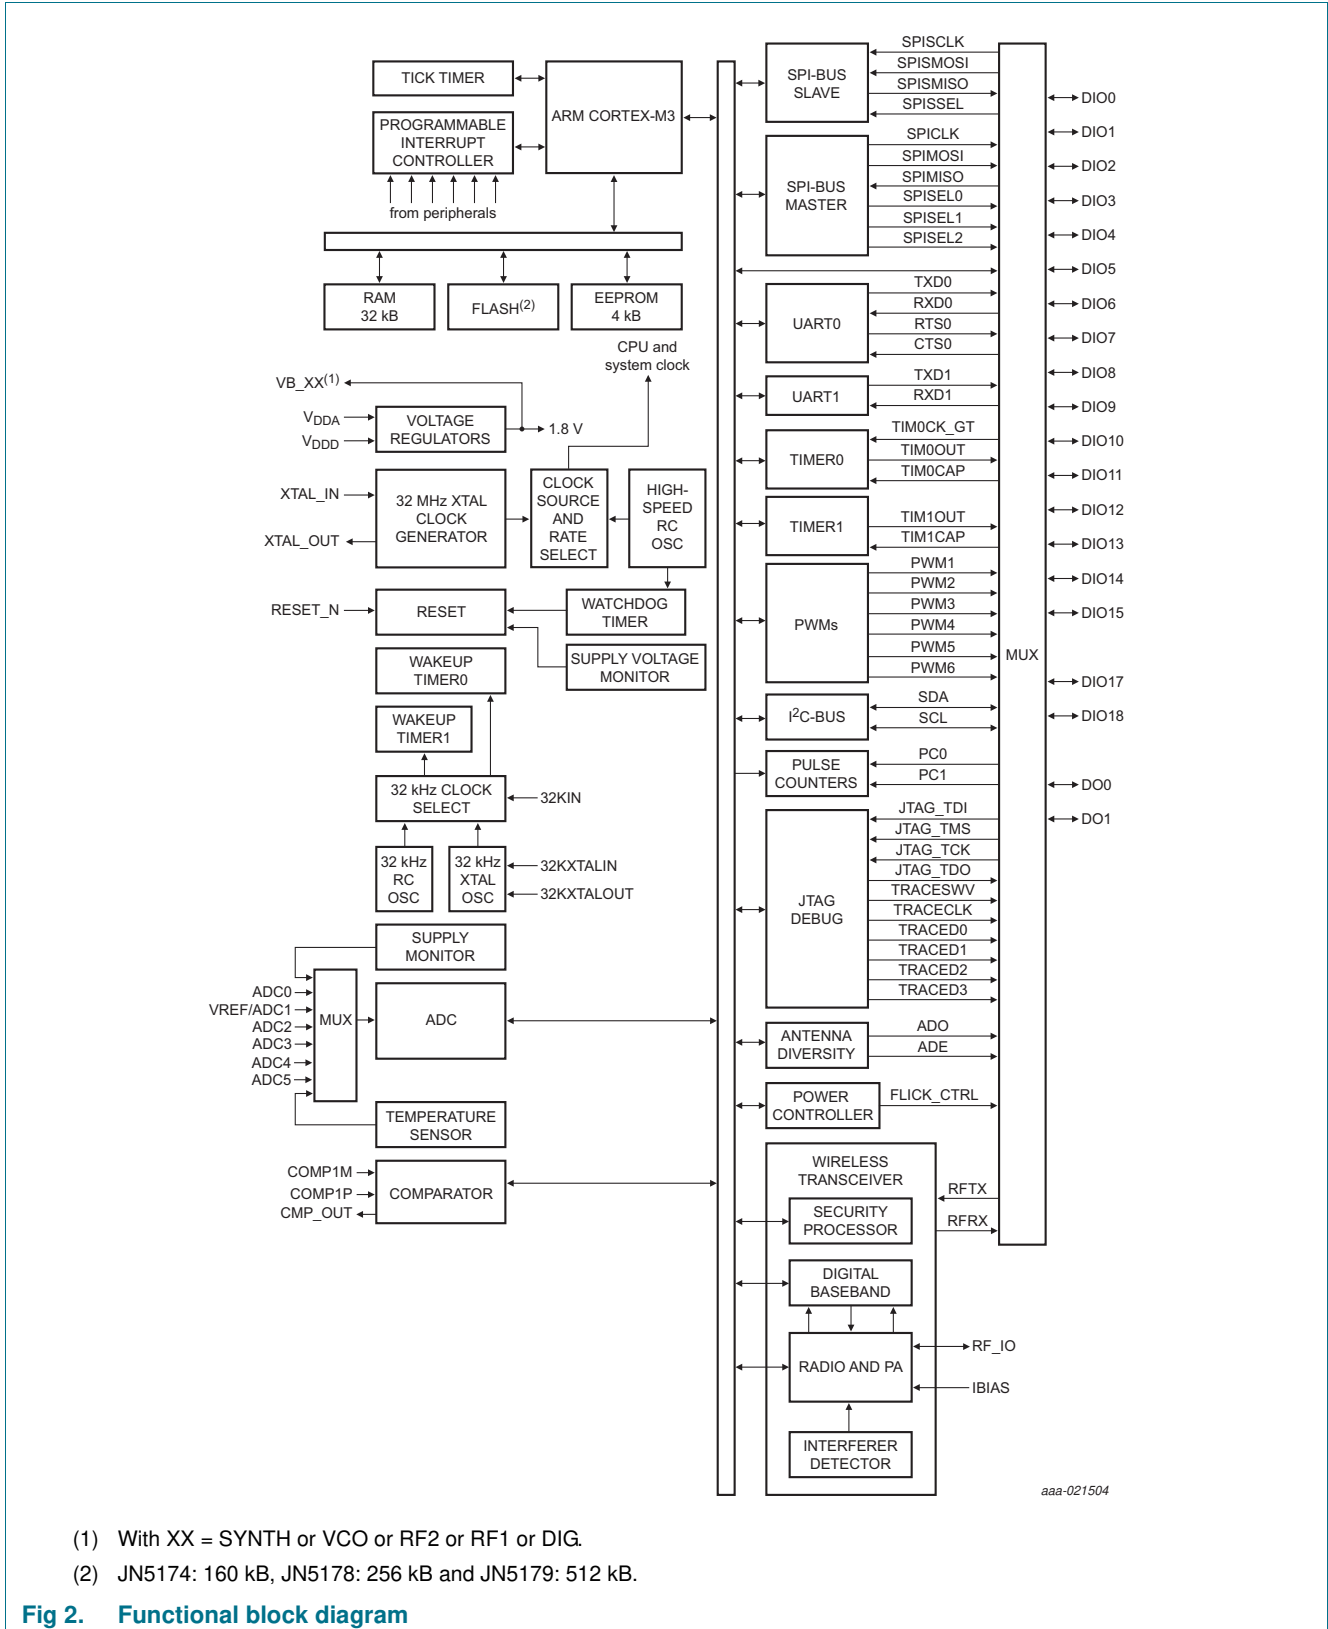 TICK TIMER
PROGRAMMABLE
INTERRUPT
CONTROLLER
from peripherals
ARM CORTEX-M3
RAM
32 kB
FLASH(2)
EEPROM
4 kB
CPU and
system clock
VB_XX(1)
VDDA
VDDD
VOLTAGE
REGULATORS
1.8 V
XTAL_IN
XTAL_OUT
32 MHz XTAL
CLOCK
GENERATOR
CLOCK
SOURCE
AND
RATE
SELECT
HIGH-
SPEED
RC
OSC
RESET_N
RESET
WATCHDOG
TIMER
SUPPLY VOLTAGE
MONITOR
WAKEUP
TIMER0
WAKEUP
TIMER1
32 kHz CLOCK
SELECT
32KIN
32 kHz
RC
OSC
32 kHz
XTAL
OSC
32KXTALIN
32KXTALOUT
SUPPLY
MONITOR
ADC0
VREF/ADC1
ADC2
ADC3
ADC4
ADC5
MUX
ADC
TEMPERATURE
SENSOR
COMP1M
COMP1P
CMP_OUT
COMPARATOR
SPI-BUS
SLAVE
SPISCLK
SPISMOSI
SPISMISO
SPISSEL
SPI-BUS
MASTER
SPICLK
SPIMOSI
SPIMISO
SPISEL0
SPISEL1
SPISEL2
UART0
TXD0
RXD0
RTS0
CTS0
UART1
TXD1
RXD1
TIMER0
TIM0CK_GT
TIM0OUT
TIM0CAP
TIMER1
TIM1OUT
TIM1CAP
PWMs
PWM1
PWM2
PWM3
PWM4
PWM5
PWM6
I2C-BUS
SDA
SCL
PULSE
COUNTERS
PC0
PC1
JTAG
DEBUG
JTAG_TDI
JTAG_TMS
JTAG_TCK
JTAG_TDO
TRACESWV
TRACECLK
TRACED0
TRACED1
TRACED2
TRACED3
ANTENNA
DIVERSITY
ADO
ADE
POWER
CONTROLLER
FLICK_CTRL
WIRELESS
TRANSCEIVER
SECURITY
PROCESSOR
DIGITAL
BASEBAND
RADIO AND PA
INTERFERER
DETECTOR
RFTX
RFRX
RF_IO
IBIAS
MUX
DIO0
DIO1
DIO2
DIO3
DIO4
DIO5
DIO6
DIO7
DIO8
DIO9
DIO10
DIO11
DIO12
DIO13
DIO14
DIO15
DIO17
DIO18
DO0
DO1
aaa-021504
(1) With XX = SYNTH or VCO or RF2 or RF1 or DIG.
(2) JN5174: 160 kB, JN5178: 256 kB and JN5179: 512 kB.
Fig 2. Functional block diagram